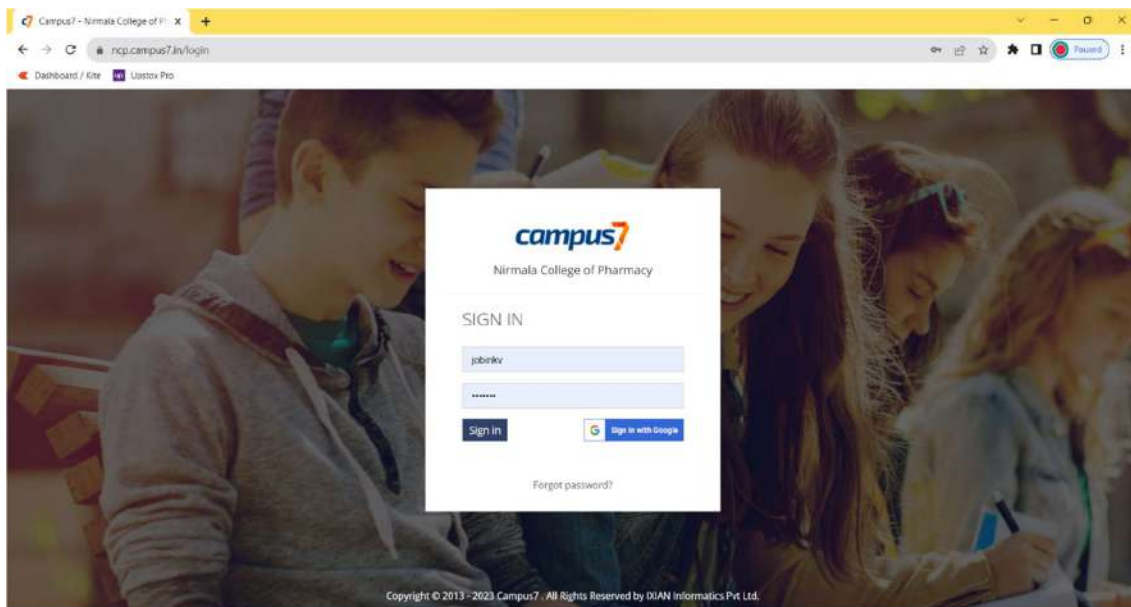 Campus7 - Nirmala College of P
ncp.campus7.in/login
Paused
Dashboard / Kite
Upstox Pro
campus7
Nirmala College of Pharmacy
SIGN IN
jobinkv
Sign in
G Sign in with Google
Forgot password?
Copyright © 2013 - 2023 Campus7 . All Rights Reserved by IXIAN Informatics Pvt Ltd.